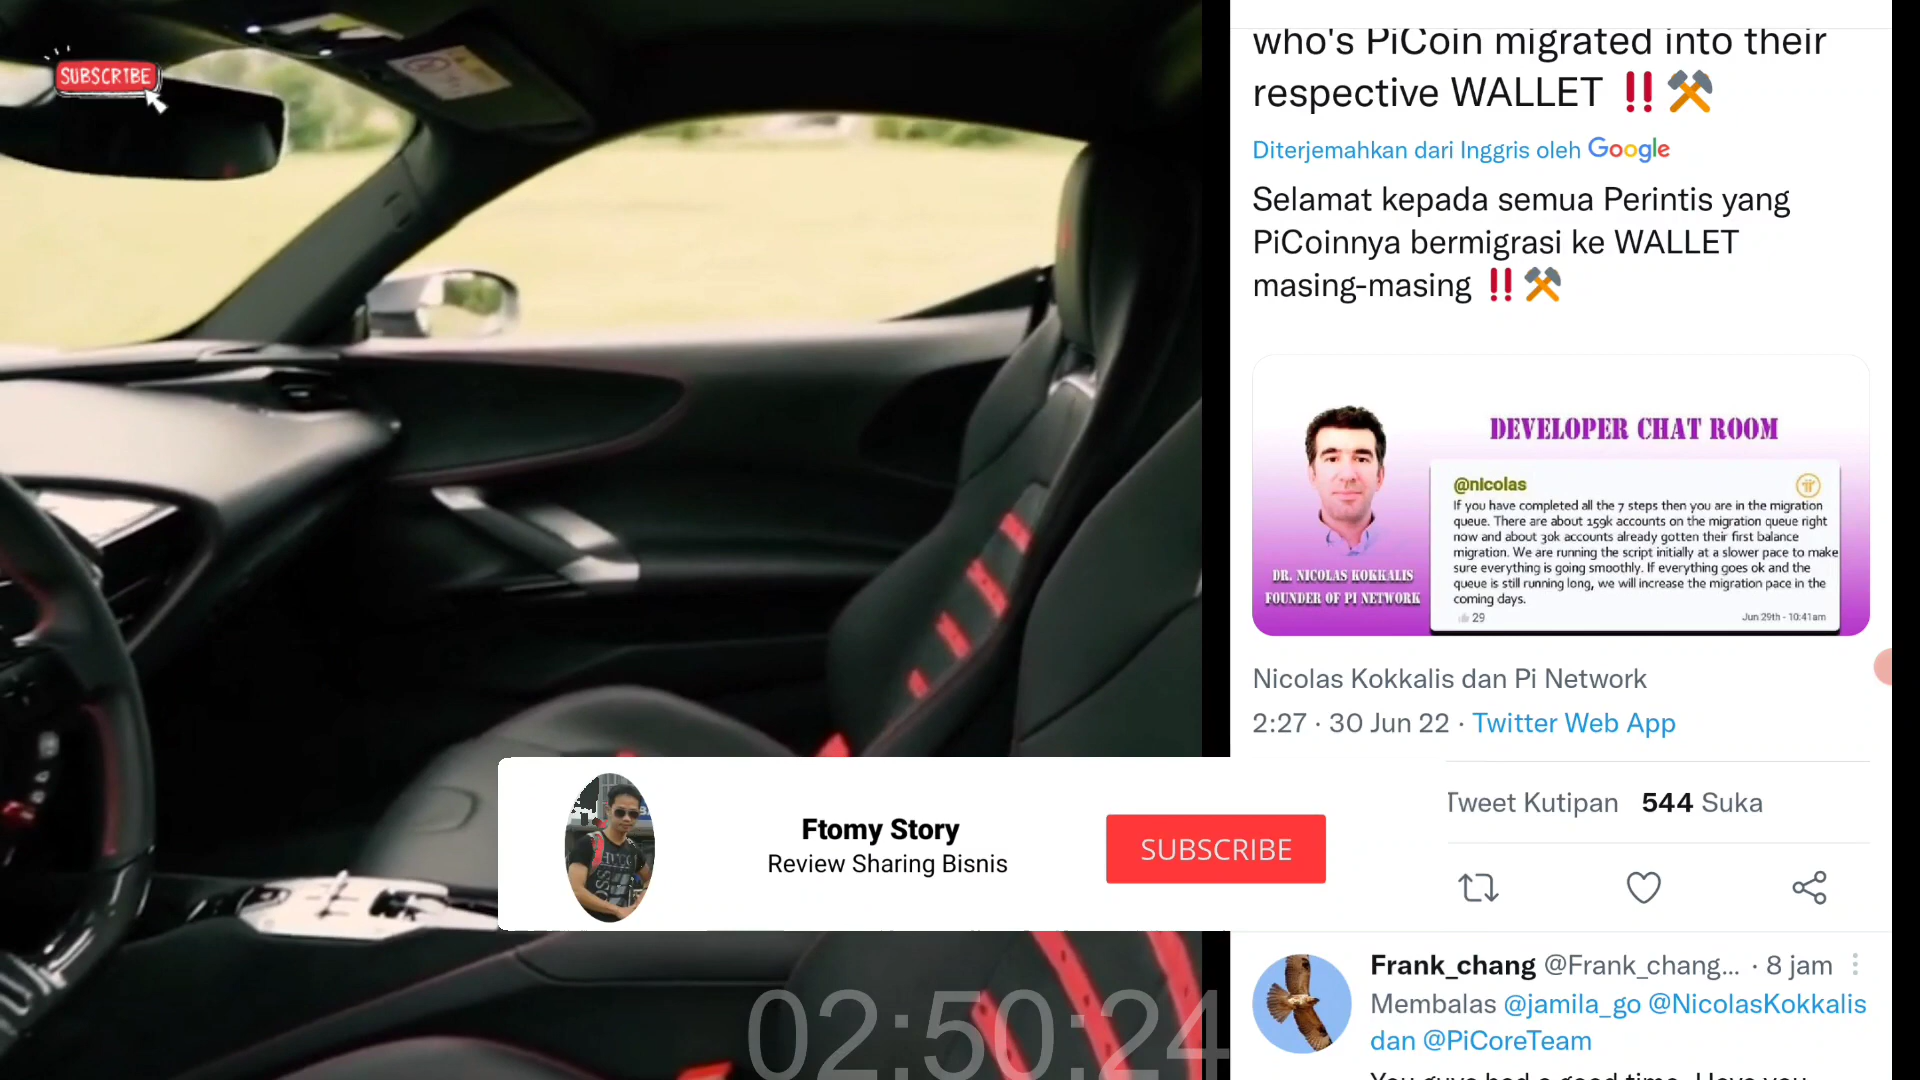 SUBSCRIBE
who's PiCoin migrated into their
respective WALLET ‼️⚒️
Diterjemahkan dari Inggris oleh Google
Selamat kepada semua Perintis yang
PiCoinnya bermigrasi ke WALLET
masing-masing ‼️⚒️
DEVELOPER CHAT ROOM
@nicolas
If you have completed all the 7 steps then you are in the migration
queue. There are about 159k accounts on the migration queue right
now and about 30k accounts already gotten their first balance
migration. We are running the script initially at a slower pace to make
sure everything is going smoothly. If everything goes ok and the
queue is still running long, we will increase the migration pace in the
coming days.
29
Jun 29th - 10:41am
DR. NICOLAS KOKKALIS
FOUNDER OF PI NETWORK
Nicolas Kokkalis dan Pi Network
2:27 · 30 Jun 22 · Twitter Web App
Tweet Kutipan 544 Suka
Ftomy Story
Review Sharing Bisnis
SUBSCRIBE
Frank_chang @Frank_chang... · 8 jam
Membalas @jamila_go @NicolasKokkalis
dan @PiCoreTeam
You guys had a good time. Have you
02:50:24